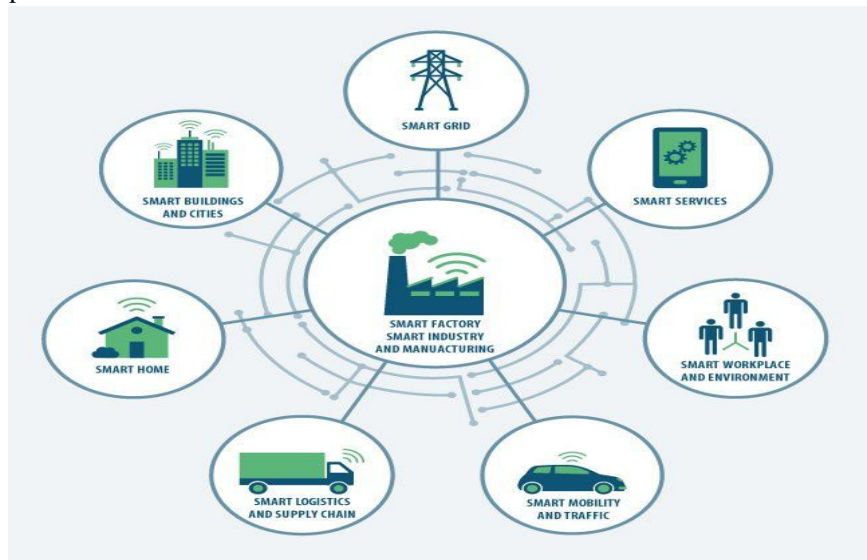 SMART GRID
SMART BUILDINGS
AND CITIES
SMART SERVICES
SMART FACTORY
SMART INDUSTRY
AND MANUACTURING
SMART HOME
SMART WORKPLACE
AND ENVIRONMENT
SMART LOGISTICS
AND SUPPLY CHAIN
SMART MOBILITY
AND TRAFFIC